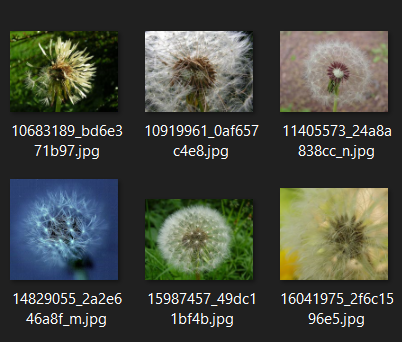 10683189_bd6e3
71b97.jpg
10919961_0af657
c4e8.jpg
11405573_24a8a
838cc_n.jpg
14829055_2a2e6
46a8f_m.jpg
15987457_49dc1
1bf4b.jpg
16041975_2f6c15
96e5.jpg